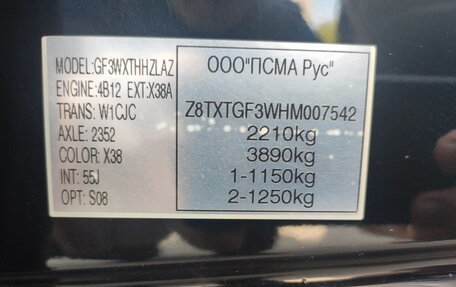 MODEL:GF3WXTHHZLAZ
ENGINE:4B12 EXT:X38A
TRANS: W1CJC
AXLE: 2352
COLOR: X38
INT: 55J
OPT: S08
ООО"ПСМА Рус"
Z8TXTGF3WHM007542
2210kg
3890kg
1-1150kg
2-1250kg